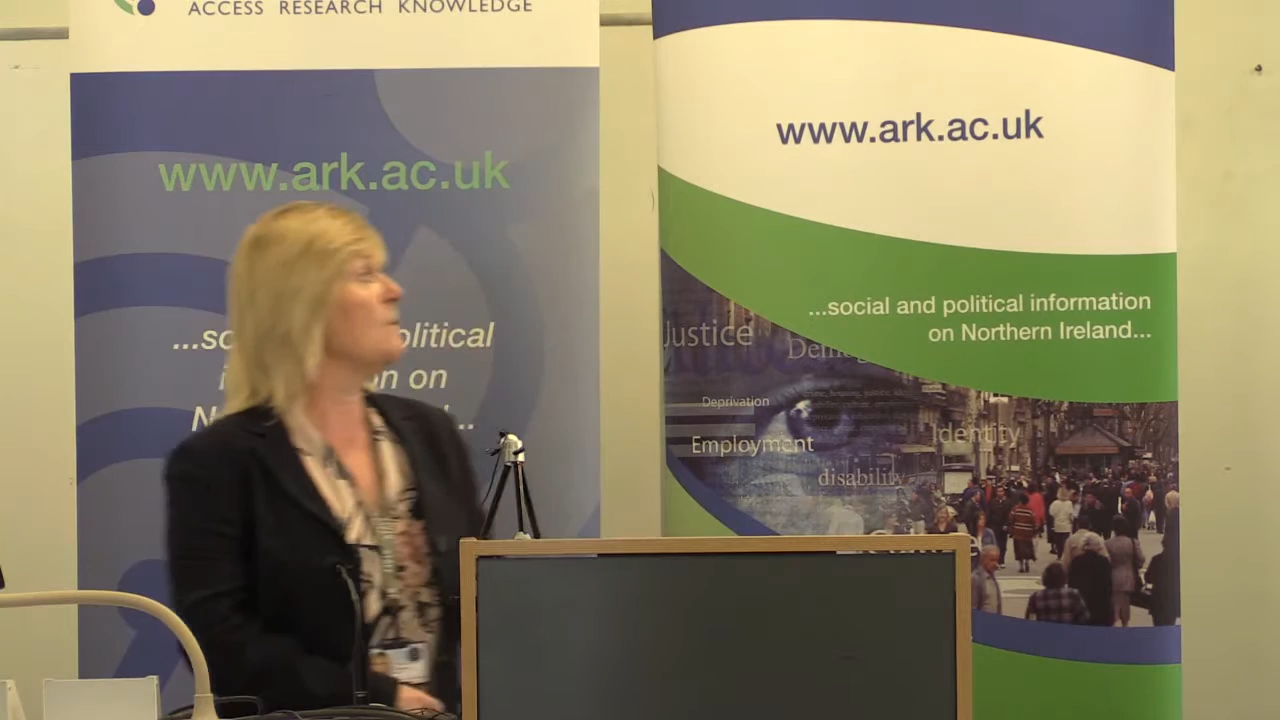 ACCESS RESEARCH KNOWLEDGE
www.ark.ac.uk
...so olitical
n on
N
..
www.ark.ac.uk
...social and political information
on Northern Ireland...
Justice
Deprivation
Employment
Identity
disability